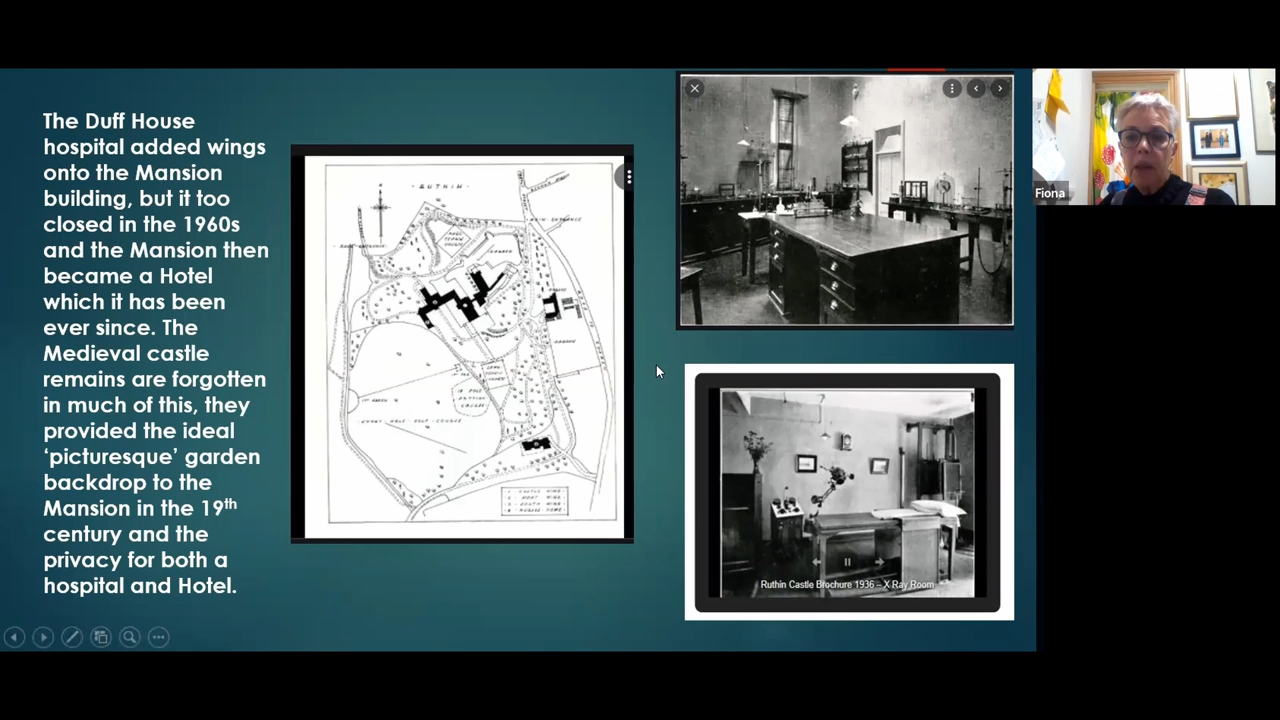 The Duff House
hospital added wings
onto the Mansion
building, but it too
closed in the 1960s
and the Mansion then
became a Hotel
which it has been
ever since. The
Medieval castle
remains are forgotten
in much of this, they
provided the ideal
‘picturesque’ garden
backdrop to the
Mansion in the 19th
century and the
privacy for both a
hospital and Hotel.
- RUTHIN -
MAIN ENTRANCE
Ruthin Castle Brochure 1936 – X Ray Room
Fiona